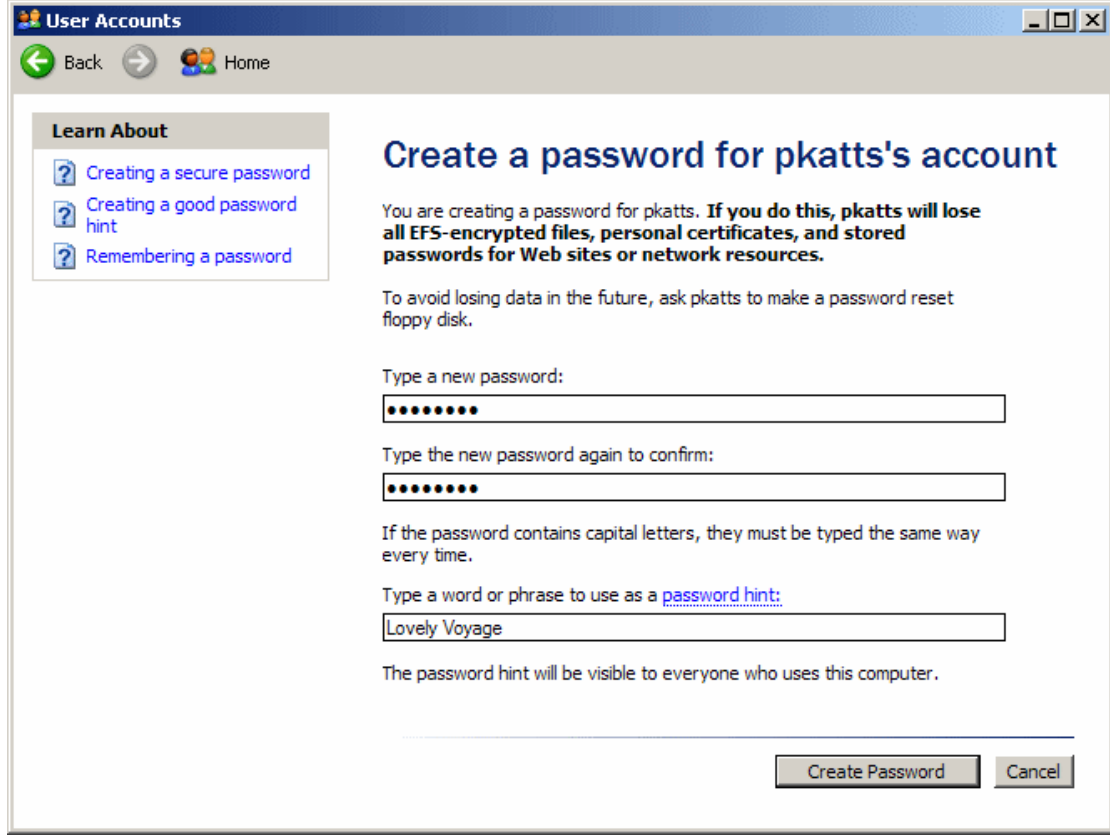 User Accounts
Back
Home
Learn About
Creating a secure password
Creating a good password
hint
Remembering a password
Create a password for pkatts's account
You are creating a password for pkatts. If you do this, pkatts will lose
all EFS-encrypted files, personal certificates, and stored
passwords for Web sites or network resources.
To avoid losing data in the future, ask pkatts to make a password reset
floppy disk.
Type a new password:
••••••••
Type the new password again to confirm:
••••••••
If the password contains capital letters, they must be typed the same way
every time.
Type a word or phrase to use as a password hint:
Lovely Voyage
The password hint will be visible to everyone who uses this computer.
Create Password
Cancel